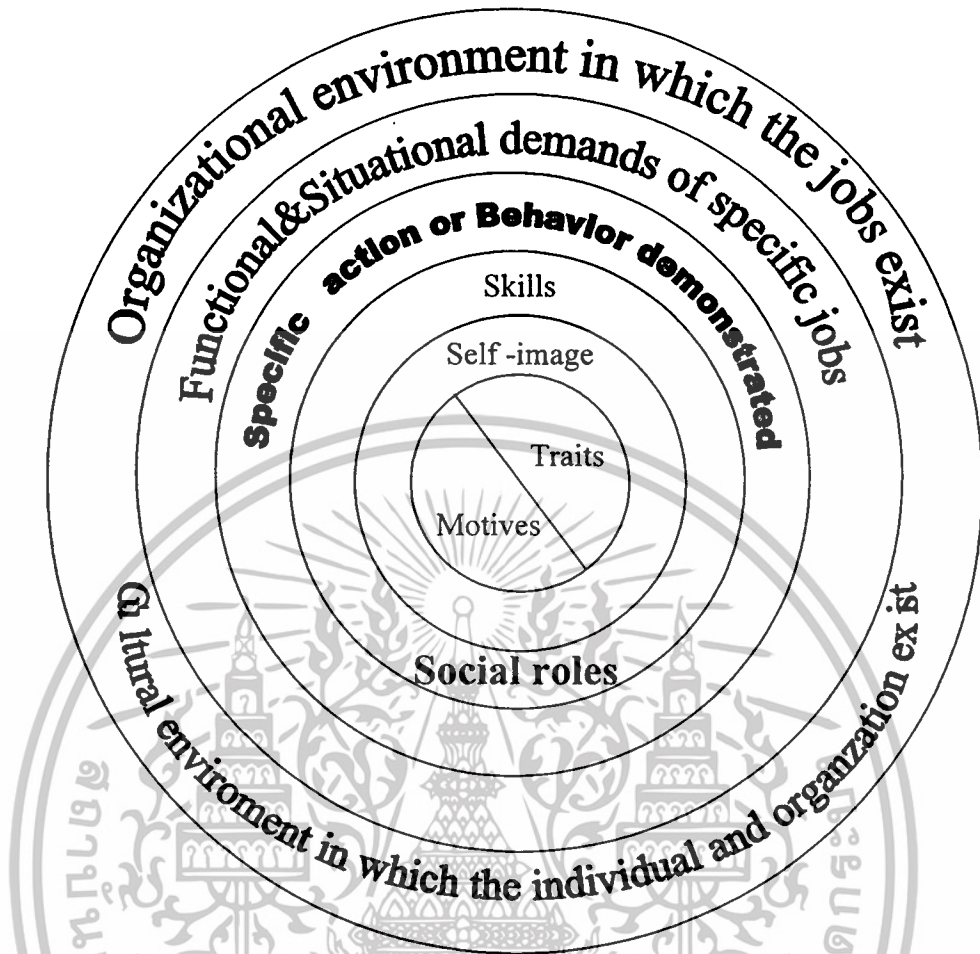 Organizational environment in which the jobs exist
Functional&Situational demands of specific jobs
Specific action or Behavior demonstrated
Skills
Self -image
Traits
Motives
Social roles
Cu ltural enviroment in which the individual and organzation ex ist